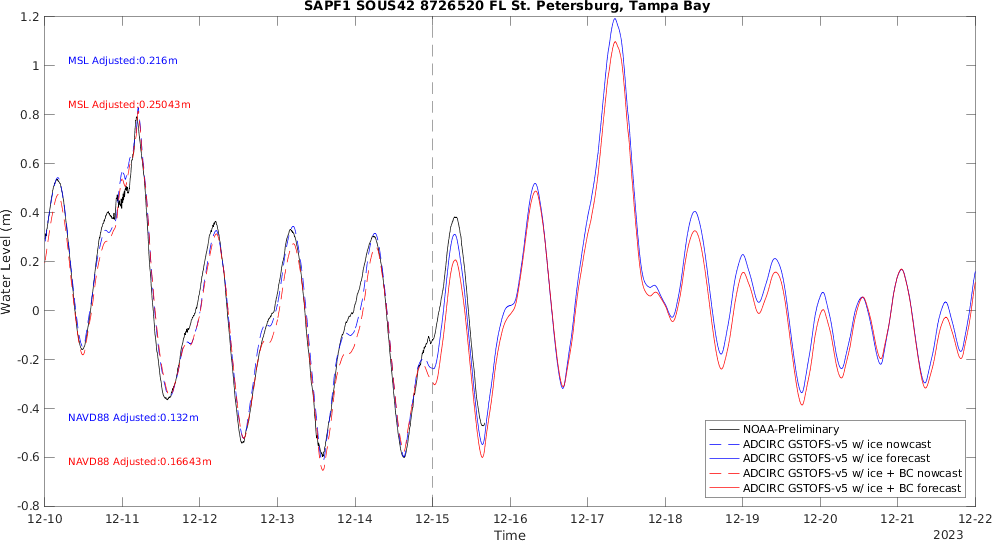 SAPF1 SOUS42 8726520 FL St. Petersburg, Tampa Bay
1.2
1
0.8
0.6
0.4
0.2
0
-0.2
-0.4
-0.6
-0.8
Water Level (m)
MSL Adjusted:0.216m
MSL Adjusted:0.25043m
NAVD88 Adjusted:0.132m
NAVD88 Adjusted:0.16643m
NOAA-Preliminary
ADCIRC GSTOFS-v5 w/ ice nowcast
ADCIRC GSTOFS-v5 w/ ice forecast
ADCIRC GSTOFS-v5 w/ ice + BC nowcast
ADCIRC GSTOFS-v5 w/ ice + BC forecast
12-10 12-11 12-12 12-13 12-14 12-15 12-16 12-17 12-18 12-19 12-20 12-21 12-22
Time
2023